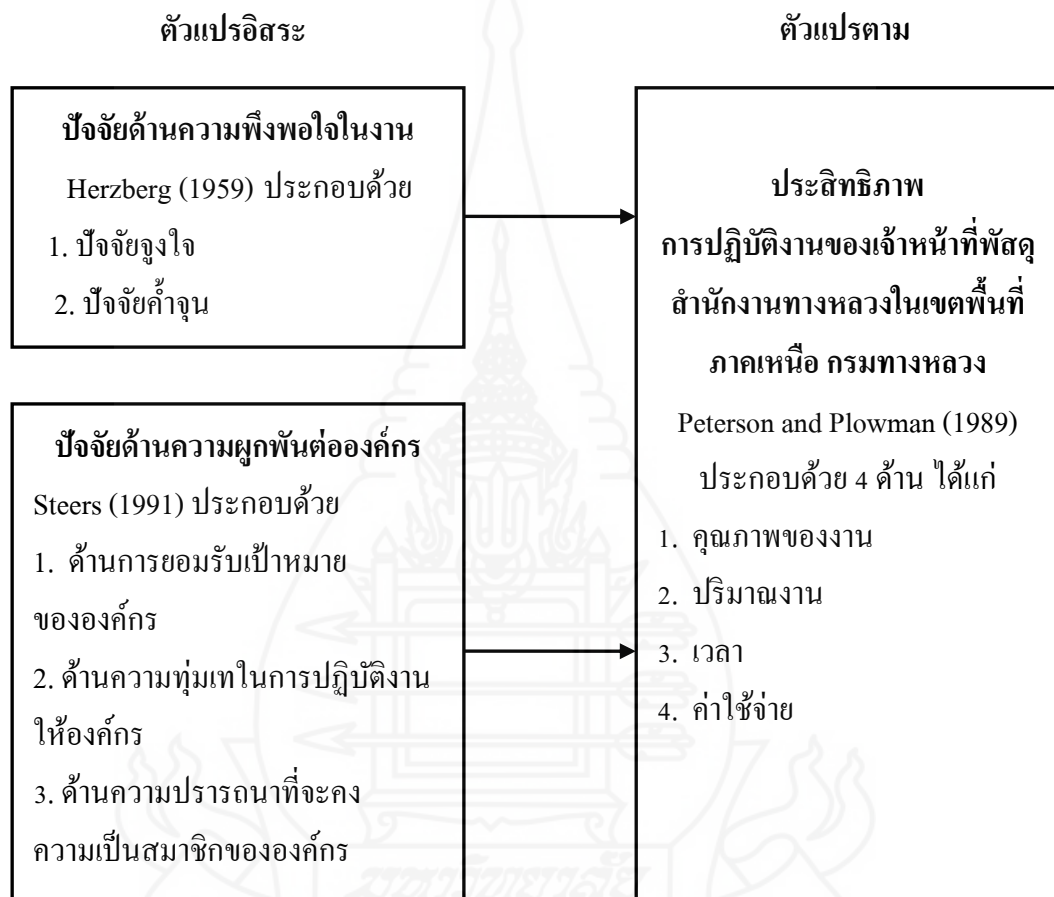 ตัวแปรอิสระ
ปัจจัยด้านความพึงพอใจในงาน
Herzberg (1959) ประกอบด้วย
1. ปัจจัยจูงใจ
2. ปัจจัยค้ำจุน
ปัจจัยด้านความผูกพันต่อองค์กร
Steers (1991) ประกอบด้วย
1. ด้านการยอมรับเป้าหมาย
ขององค์กร
2. ด้านความทุ่มเทในการปฏิบัติงาน
ให้องค์กร
3. ด้านความปรารถนาที่จะคง
ความเป็นสมาชิกขององค์กร
ตัวแปรตาม
ประสิทธิภาพ
การปฏิบัติงานของเจ้าหน้าที่พัสดุ
สำนักงานทางหลวงในเขตพื้นที่
ภาคเหนือ กรมทางหลวง
Peterson and Plowman (1989)
ประกอบด้วย 4 ด้าน ได้แก่
1. คุณภาพของงาน
2. ปริมาณงาน
3. เวลา
4. ค่าใช้จ่าย